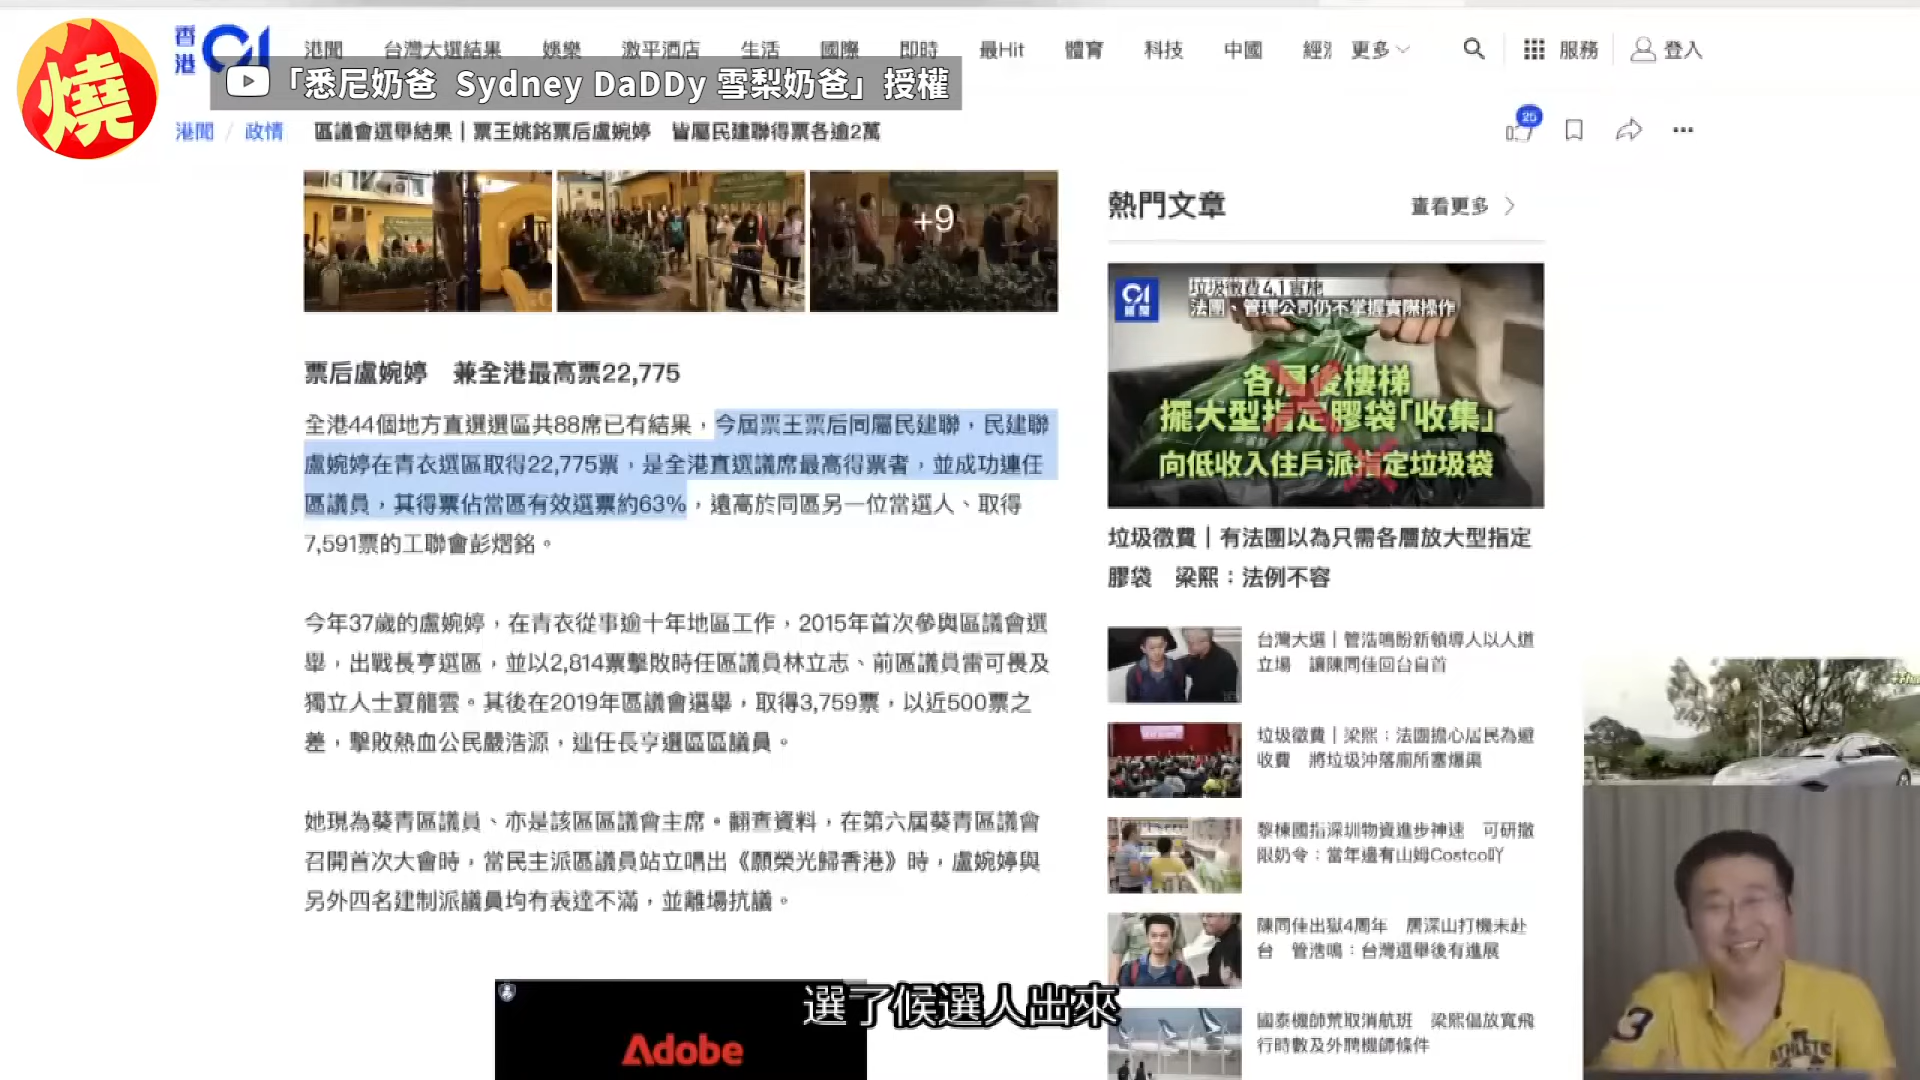 燒
香港01
港聞 台灣大選結果 娛樂 激平酒店 生活 國際 即時 最Hit 體育 科技 中國 經濟 更多 服務 登入
「悉尼奶爸 Sydney DaDDy 雪梨奶爸」授權
港聞 / 政情 區議會選舉結果｜票王姚銘票后盧婉婷 皆屬民建聯得票各逾2萬
25
+9
票后盧婉婷 兼全港最高票22,775
全港44個地方直選選區共88席已有結果，今屆票王票后同屬民建聯，民建聯
盧婉婷在青衣選區取得22,775票，是全港直選議席最高得票者，並成功連任
區議員，其得票佔當區有效選票約63%，遠高於同區另一位當選人、取得
7,591票的工聯會彭熠銘。
今年37歲的盧婉婷，在青衣從事逾十年地區工作，2015年首次參與區議會選
舉，出戰長亨選區，並以2,814票擊敗時任區議員林立志、前區議員雷可畏及
獨立人士夏龍雲。其後在2019年區議會選舉，取得3,759票，以近500票之
差，擊敗熱血公民嚴浩源，連任長亨選區區議員。
她現為葵青區議員、亦是該區區議會主席。翻查資料，在第六屆葵青區議會
召開首次大會時，當民主派區議員站立唱出《願榮光歸香港》時，盧婉婷與
另外四名建制派議員均有表達不滿，並離場抗議。
Adobe
熱門文章 查看更多
01
新聞
垃圾徵費4.1實施
法團、管理公司仍不掌握實際操作
各層後樓梯
擺大型指定膠袋「收集」
向低收入住戶派指定垃圾袋
垃圾徵費｜有法團以為只需各層放大型指定
膠袋 梁熙：法例不容
台灣大選｜管浩鳴盼新領導人以人道
立場 讓陳同佳回台自首
垃圾徵費｜梁熙：法團擔心居民為避
收費 將垃圾沖落廁所塞爆渠
黎棟國指深圳物資進步神速 可研撤
限奶令：當年邊有山姆Costco吖
陳同佳出獄4周年 居深山打機未赴
台 管浩鳴：台灣選舉後有進展
國泰機師荒取消航班 梁熙倡放寬飛
行時數及外聘機師條件
選了候選人出來
3
ATHLETIC